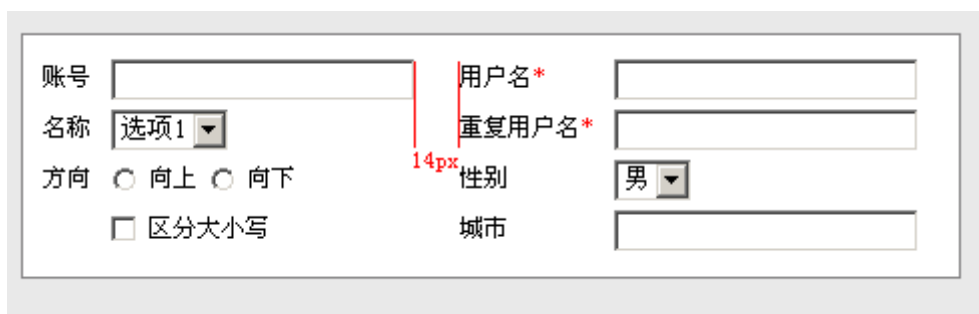 账号 用户名*
名称 选项1 重复用户名*
14px
方向 向上 向下 性别 男
区分大小写 城市